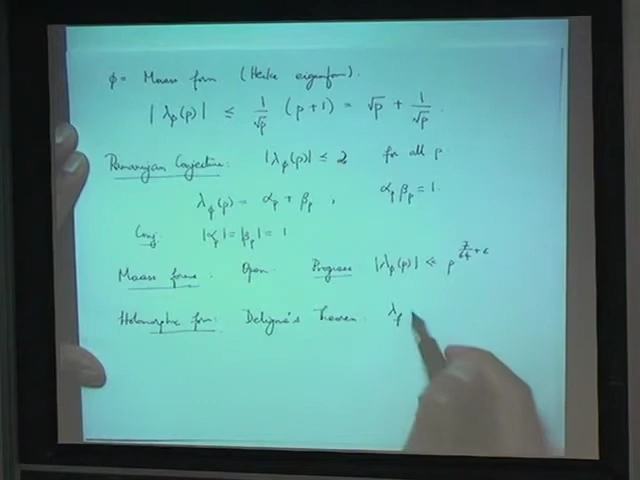 ϕ = Maass form (Hecke eigenform).
|λ_ϕ(p)| ≤ 1/√p (p+1) = √p + 1/√p.
Ramanujan Conjecture: |λ_ϕ(p)| ≤ 2 for all p
λ_ϕ(p) = α_p + β_p, α_p β_p = 1.
Conj: |α_p| = |β_p| = 1
Maass forms: Open. Progress |λ_ϕ(p)| ≪ p^{7/64 + ε}
Holomorphic form: Deligne's Theorem: λ_f